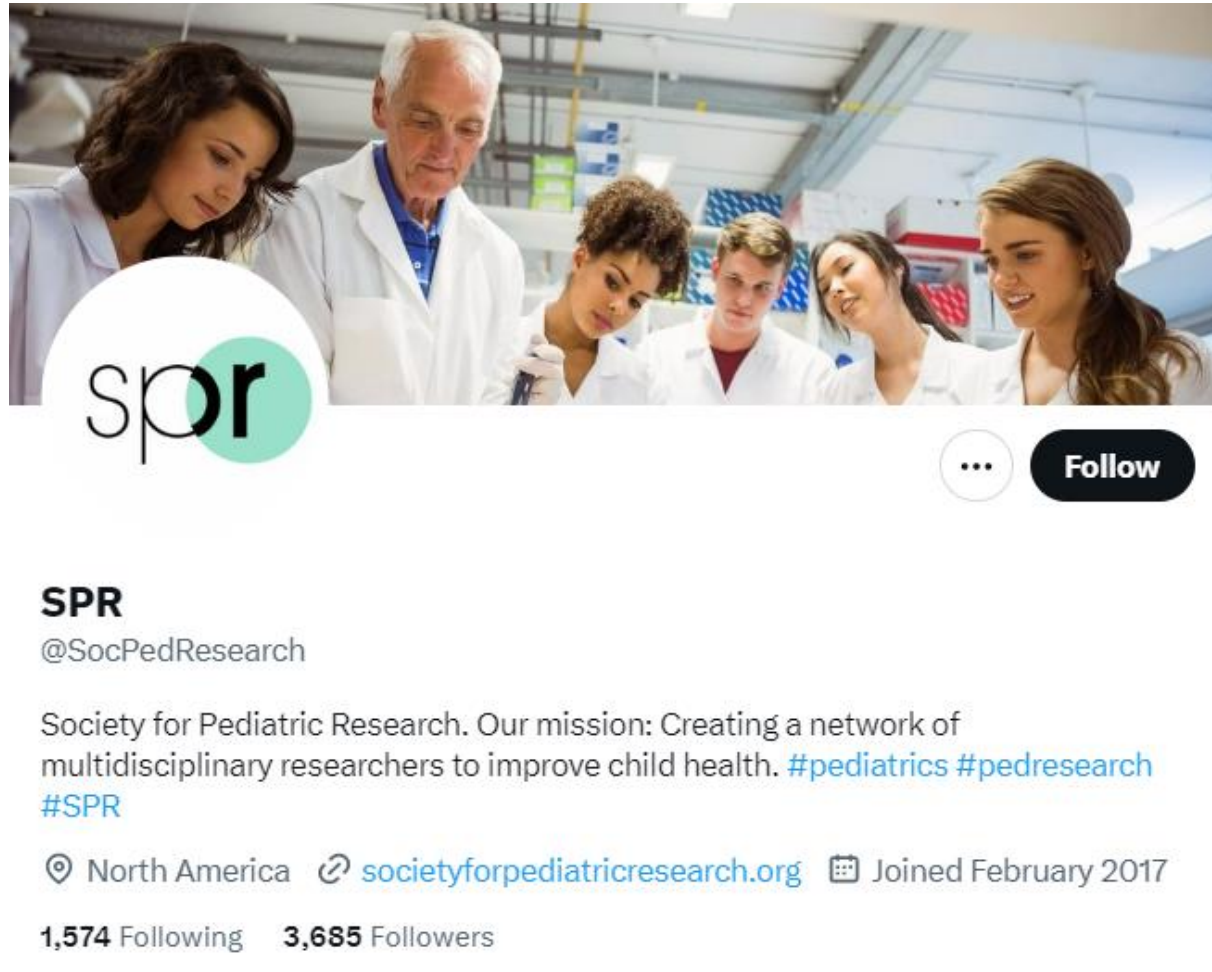 spr
Follow
SPR
@SocPedResearch
Society for Pediatric Research. Our mission: Creating a network of
multidisciplinary researchers to improve child health. #pediatrics #pedresearch
#SPR
North America societyforpediatricresearch.org Joined February 2017
1,574 Following 3,685 Followers